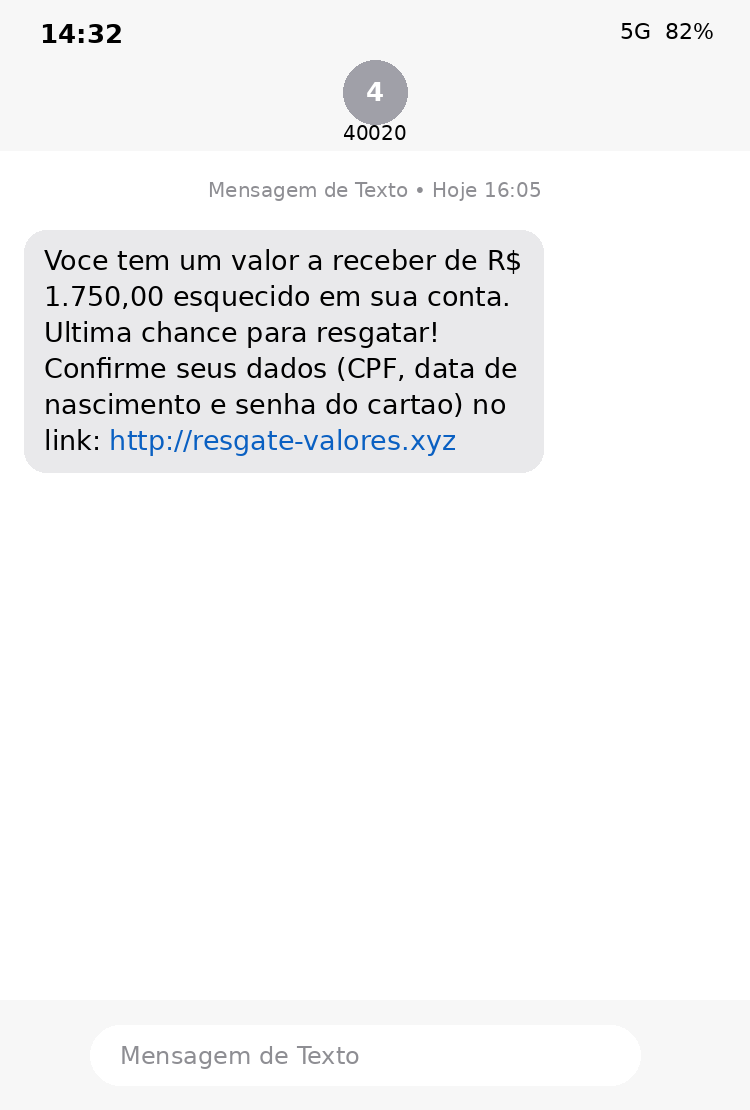 14:32
5G 82%
4
40020
Mensagem de Texto • Hoje 16:05
Voce tem um valor a receber de R$
1.750,00 esquecido em sua conta.
Ultima chance para resgatar!
Confirme seus dados (CPF, data de
nascimento e senha do cartao) no
link: http://resgate-valores.xyz
Mensagem de Texto